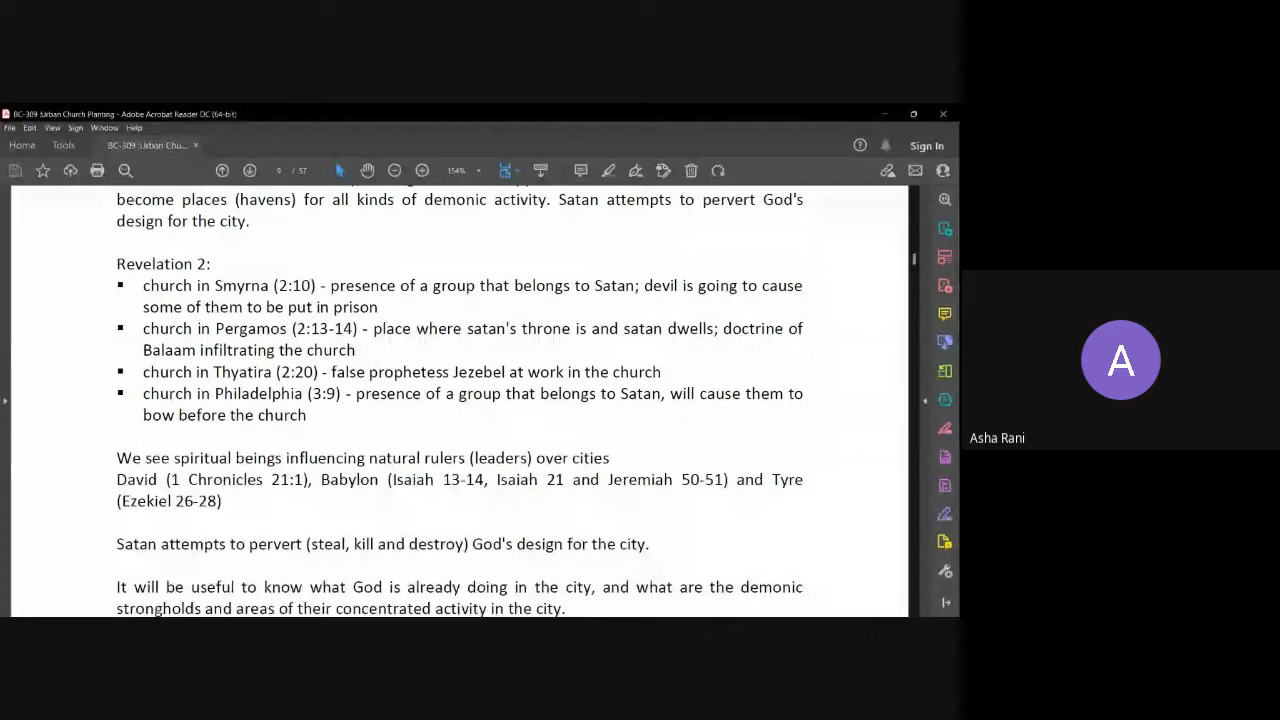 BC-309 :Urban Church Planting - Adobe Acrobat Reader DC (64-bit)
File Edit View Sign Window Help
Home Tools BC-309 :Urban Chu... × Sign In
9 / 57 154%
become places (havens) for all kinds of demonic activity. Satan attempts to pervert God's
design for the city.
Revelation 2:
▪ church in Smyrna (2:10) - presence of a group that belongs to Satan; devil is going to cause
some of them to be put in prison
▪ church in Pergamos (2:13-14) - place where satan's throne is and satan dwells; doctrine of
Balaam infiltrating the church
▪ church in Thyatira (2:20) - false prophetess Jezebel at work in the church
▪ church in Philadelphia (3:9) - presence of a group that belongs to Satan, will cause them to
bow before the church
We see spiritual beings influencing natural rulers (leaders) over cities
David (1 Chronicles 21:1), Babylon (Isaiah 13-14, Isaiah 21 and Jeremiah 50-51) and Tyre
(Ezekiel 26-28)
Satan attempts to pervert (steal, kill and destroy) God's design for the city.
It will be useful to know what God is already doing in the city, and what are the demonic
strongholds and areas of their concentrated activity in the city.
A
Asha Rani